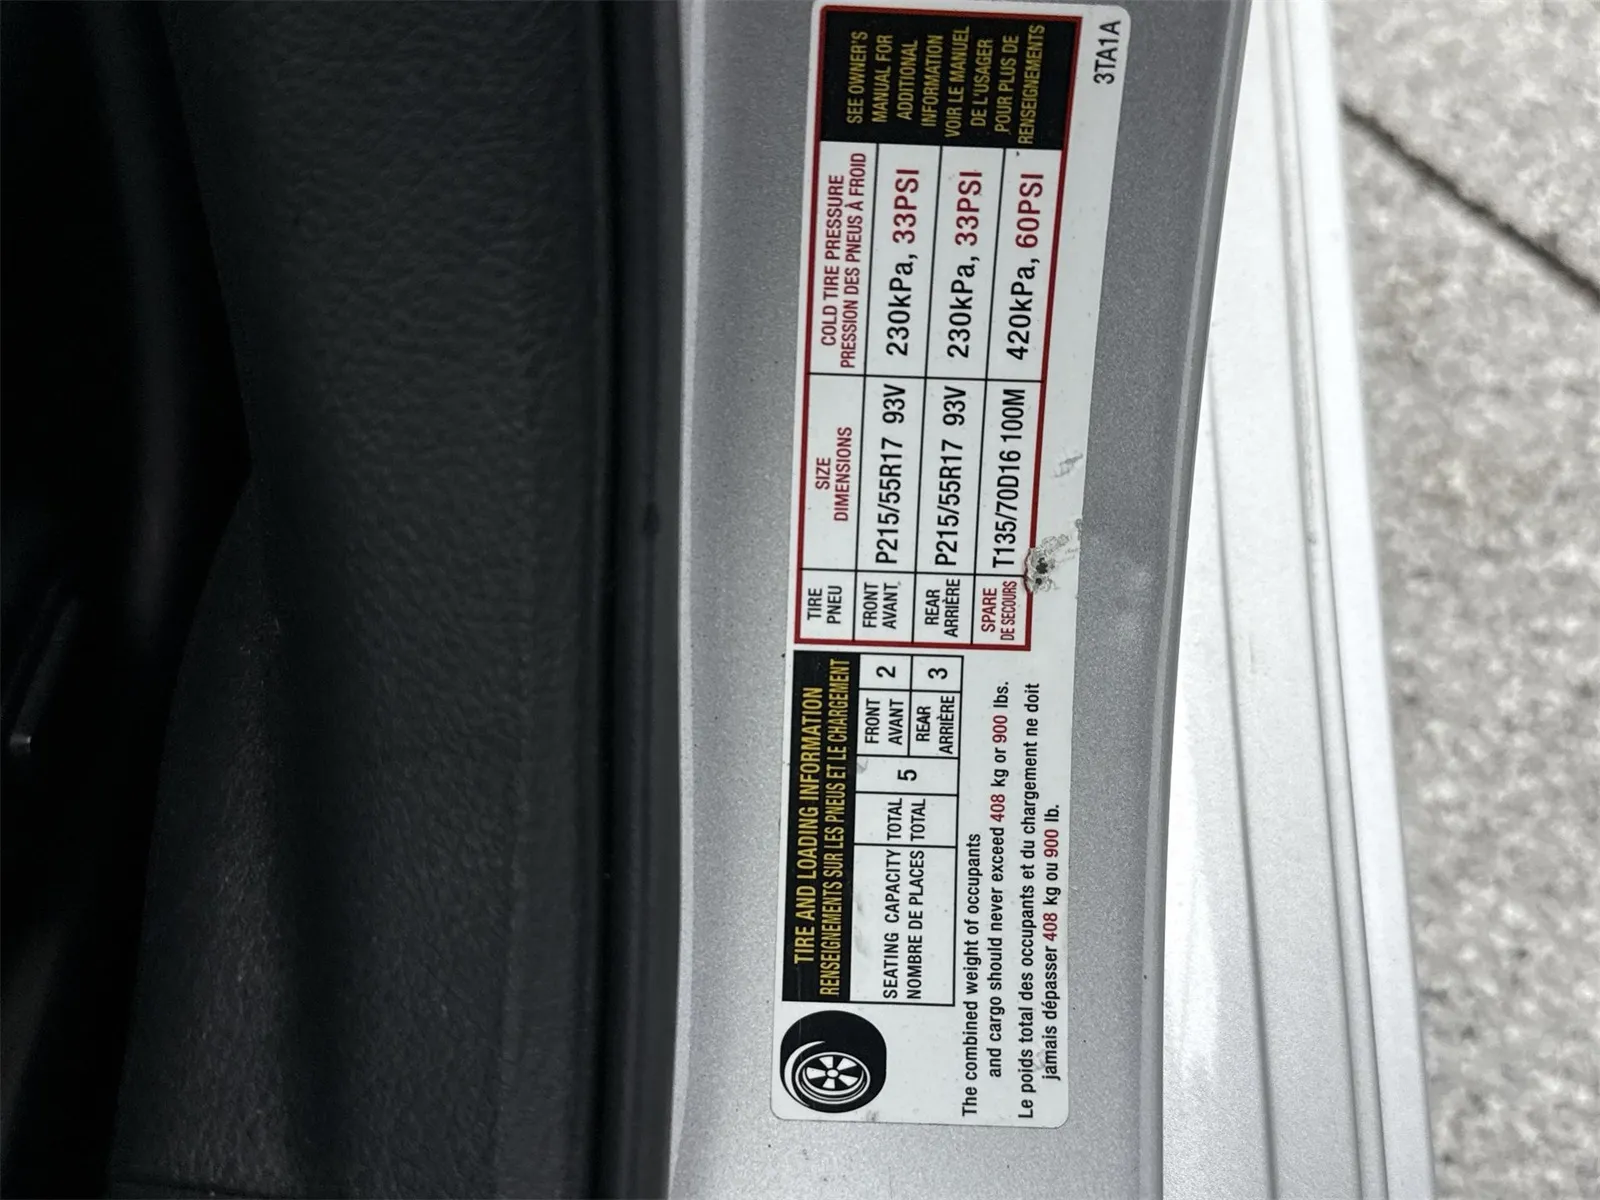 TIRE AND LOADING INFORMATION
RENSEIGNEMENTS SUR LES PNEUS ET LE CHARGEMENT
SEATING CAPACITY TOTAL 5 FRONT 2
AVANT
NOMBRE DE PLACES TOTAL REAR 3
ARRIÈRE
The combined weight of occupants
and cargo should never exceed 408 kg or 900 lbs.
Le poids total des occupants et du chargement ne doit
jamais dépasser 408 kg ou 900 lb.
TIRE
PNEU
SIZE
DIMENSIONS
COLD TIRE PRESSURE
PRESSION DES PNEUS À FROID
FRONT
AVANT
P215/55R17 93V
230kPa, 33PSI
REAR
ARRIÈRE
P215/55R17 93V
230kPa, 33PSI
SPARE
DE SECOURS
T135/70D16 100M
420kPa, 60PSI
SEE OWNER'S
MANUAL FOR
ADDITIONAL
INFORMATION
VOIR LE MANUEL
DE L'USAGER
POUR PLUS DE
RENSEIGNEMENTS
3TA1A